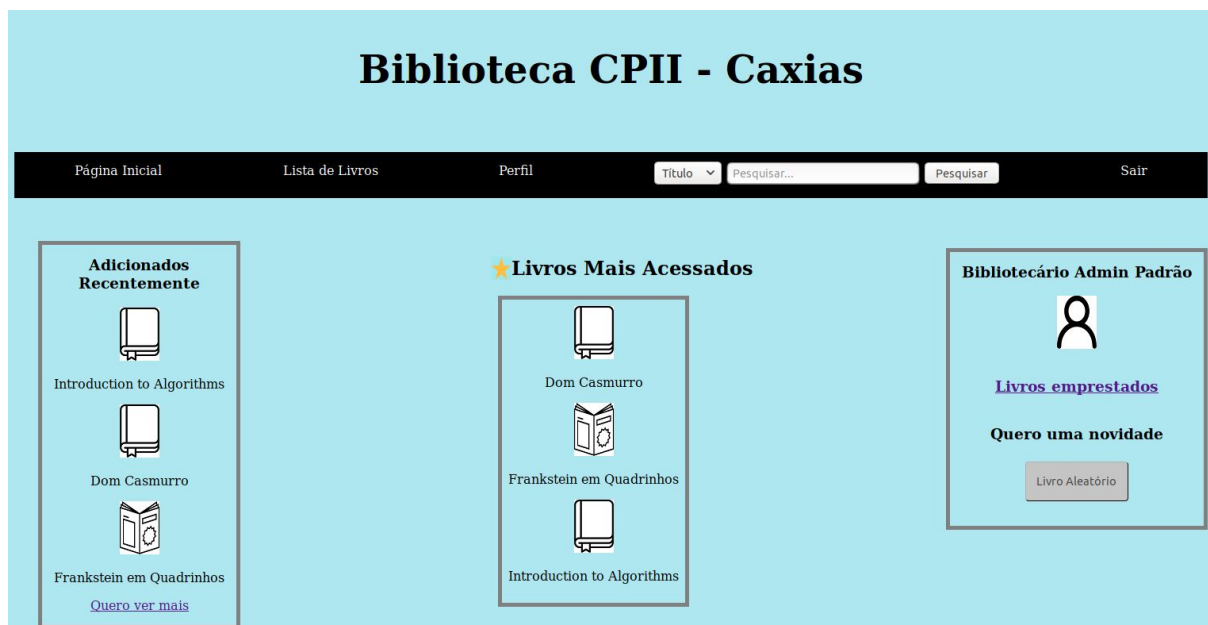 Biblioteca CPII - Caxias
Página Inicial
Lista de Livros
Perfil
Título
Pesquisar...
Pesquisar
Sair
Adicionados
Recentemente
Introduction to Algorithms
Dom Casmurro
Frankstein em Quadrinhos
Quero ver mais
Livros Mais Acessados
Dom Casmurro
Frankstein em Quadrinhos
Introduction to Algorithms
Bibliotecário Admin Padrão
Livros emprestados
Quero uma novidade
Livro Aleatório